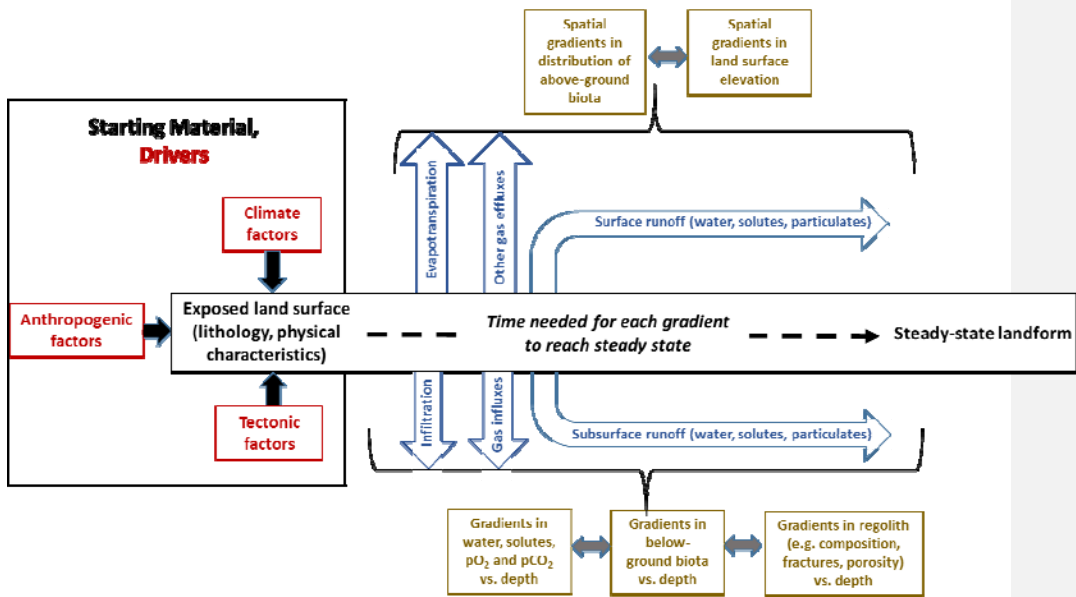 Spatial
gradients in
distribution of
above-ground
biota
Spatial
gradients in
land surface
elevation
Starting Material,
Drivers
Climate
factors
Anthropogenic
factors
Tectonic
factors
Evapotranspiration
Other gas effluxes
Surface runoff (water, solutes, particulates)
Exposed land surface
(lithology, physical
characteristics)
Time needed for each gradient
to reach steady state
Steady-state landform
Infiltration
Gas influxes
Subsurface runoff (water, solutes, particulates)
Gradients in
water, solutes,
pO₂ and pCO₂
vs. depth
Gradients in
below-
ground biota
vs. depth
Gradients in regolith
(e.g. composition,
fractures, porosity)
vs. depth